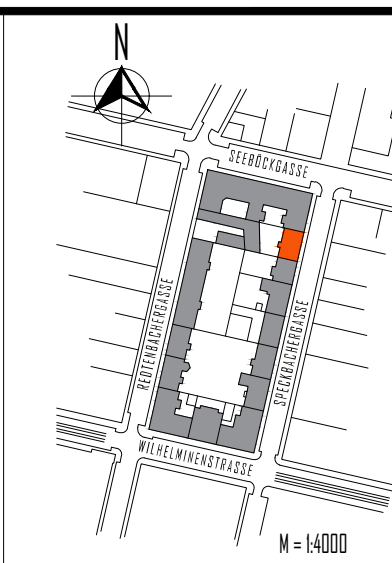 N
SEEBÖCKGASSE
REDTENBACHERGASSE
SPECKBACHERGASSE
WILHELMINENSTRASSE
M = 1:4000